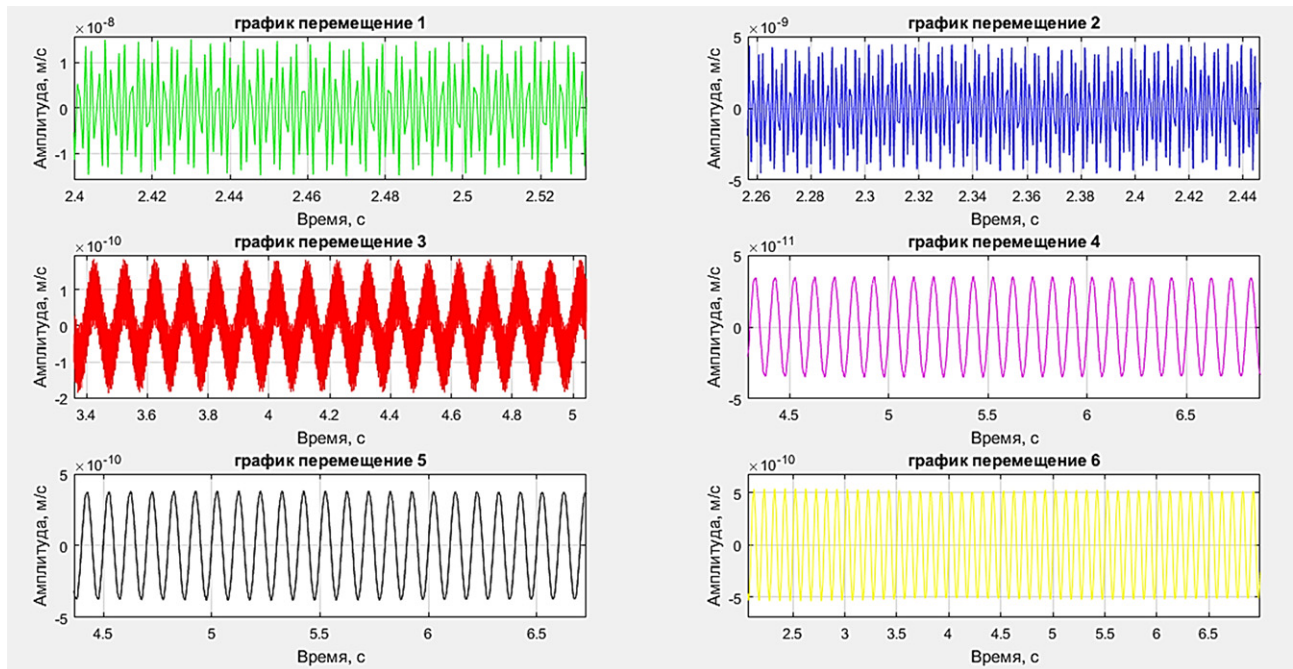 график перемещение 1
×10⁻⁸
Амплитуда, м/с
1
0
-1
2.4 2.42 2.44 2.46 2.48 2.5 2.52
Время, с
график перемещение 2
×10⁻⁹
Амплитуда, м/с
5
0
-5
2.26 2.28 2.3 2.32 2.34 2.36 2.38 2.4 2.42 2.44
Время, с
график перемещение 3
×10⁻¹⁰
Амплитуда, м/с
1
0
-1
-2
3.4 3.6 3.8 4 4.2 4.4 4.6 4.8 5
Время, с
график перемещение 4
×10⁻¹¹
Амплитуда, м/с
5
0
-5
4.5 5 5.5 6 6.5
Время, с
график перемещение 5
×10⁻¹⁰
Амплитуда, м/с
5
0
-5
4.5 5 5.5 6 6.5
Время, с
график перемещение 6
×10⁻¹⁰
Амплитуда, м/с
5
0
-5
2.5 3 3.5 4 4.5 5 5.5 6 6.5
Время, с